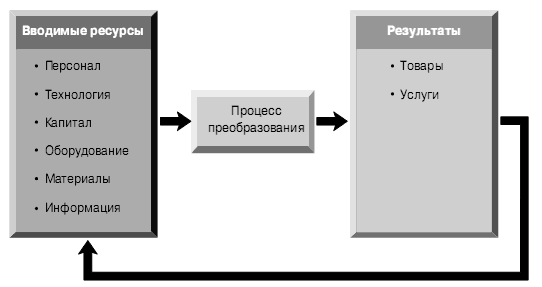 Вводимые ресурсы
• Персонал
• Технология
• Капитал
• Оборудование
• Материалы
• Информация
Процесс
преобразования
Результаты
• Товары
• Услуги